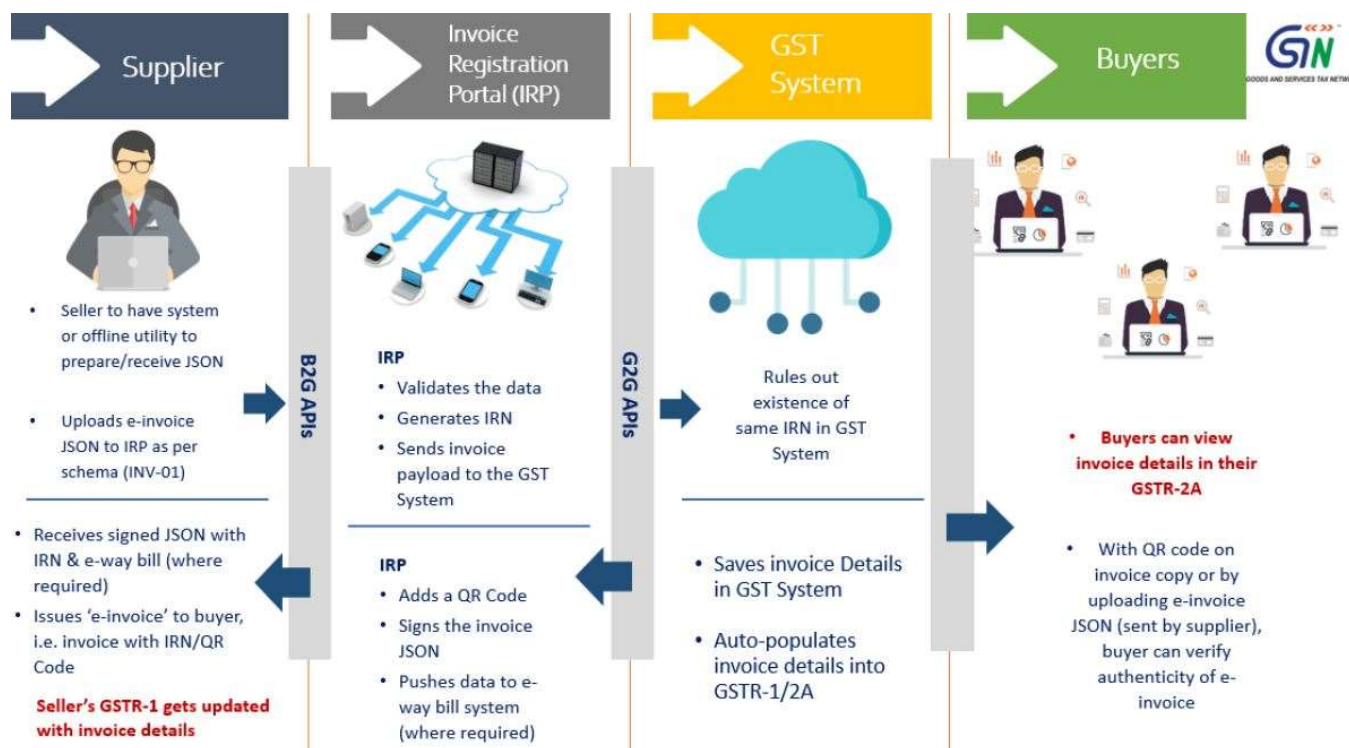 Supplier
Invoice
Registration
Portal (IRP)
GST
System
Buyers
GSTN
GOODS AND SERVICES TAX NETW
• Seller to have system
or offline utility to
prepare/receive JSON
• Uploads e-invoice
JSON to IRP as per
schema (INV-01)
• Receives signed JSON with
IRN & e-way bill (where
required)
• Issues ‘e-invoice’ to buyer,
i.e. invoice with IRN/QR
Code
Seller’s GSTR-1 gets updated
with invoice details
B2G APIs
IRP
• Validates the data
• Generates IRN
• Sends invoice
payload to the GST
System
IRP
• Adds a QR Code
• Signs the invoice
JSON
• Pushes data to e-
way bill system
(where required)
G2G APIs
Rules out
existence of
same IRN in GST
System
• Saves invoice Details
in GST System
• Auto-populates
invoice details into
GSTR-1/2A
• Buyers can view
invoice details in their
GSTR-2A
• With QR code on
invoice copy or by
uploading e-invoice
JSON (sent by supplier),
buyer can verify
authenticity of e-
invoice